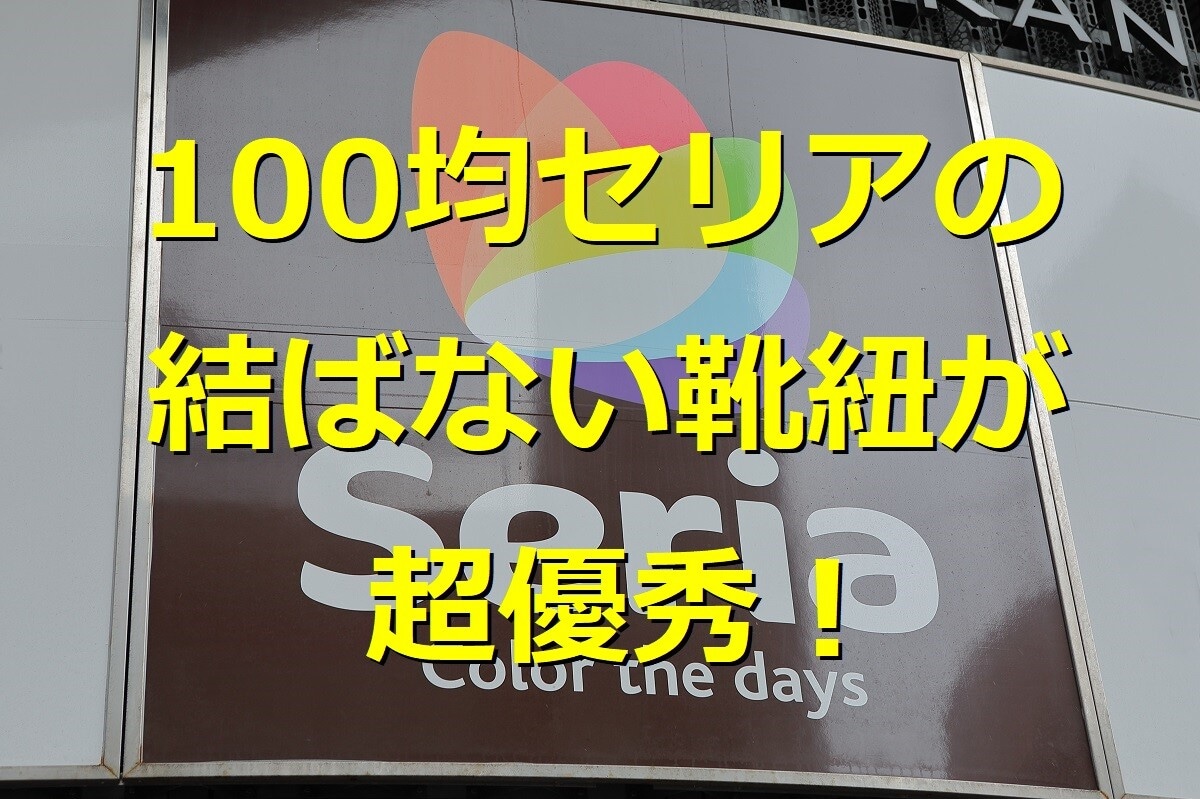 KAN
100均セリアの
結ばない靴紐が
Seria
超優秀！
Color the days